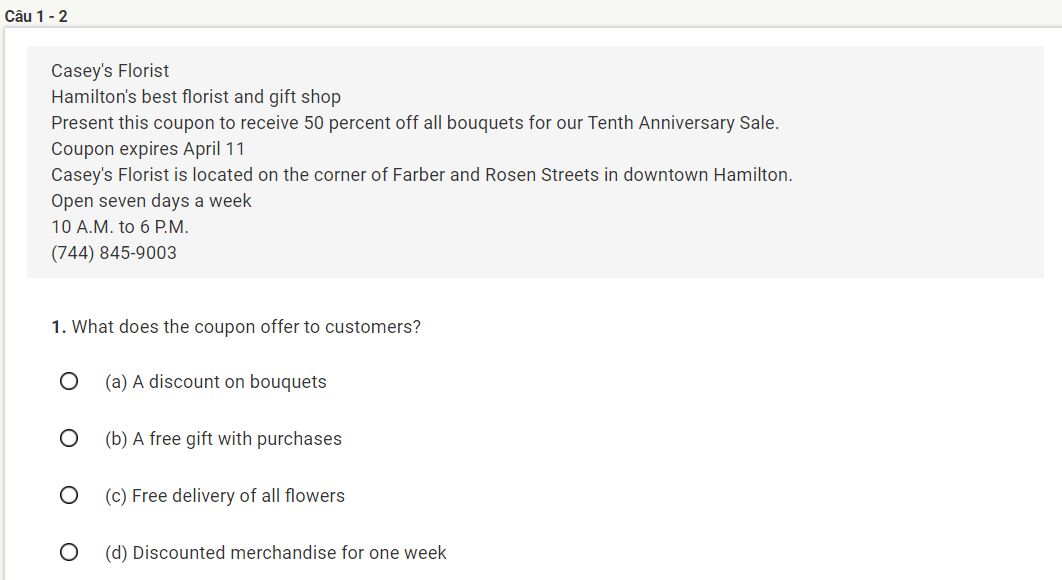 Câu 1 - 2
Casey's Florist
Hamilton's best florist and gift shop
Present this coupon to receive 50 percent off all bouquets for our Tenth Anniversary Sale.
Coupon expires April 11
Casey's Florist is located on the corner of Farber and Rosen Streets in downtown Hamilton.
Open seven days a week
10 A.M. to 6 P.M.
(744) 845-9003
1. What does the coupon offer to customers?
(a) A discount on bouquets
(b) A free gift with purchases
(c) Free delivery of all flowers
(d) Discounted merchandise for one week